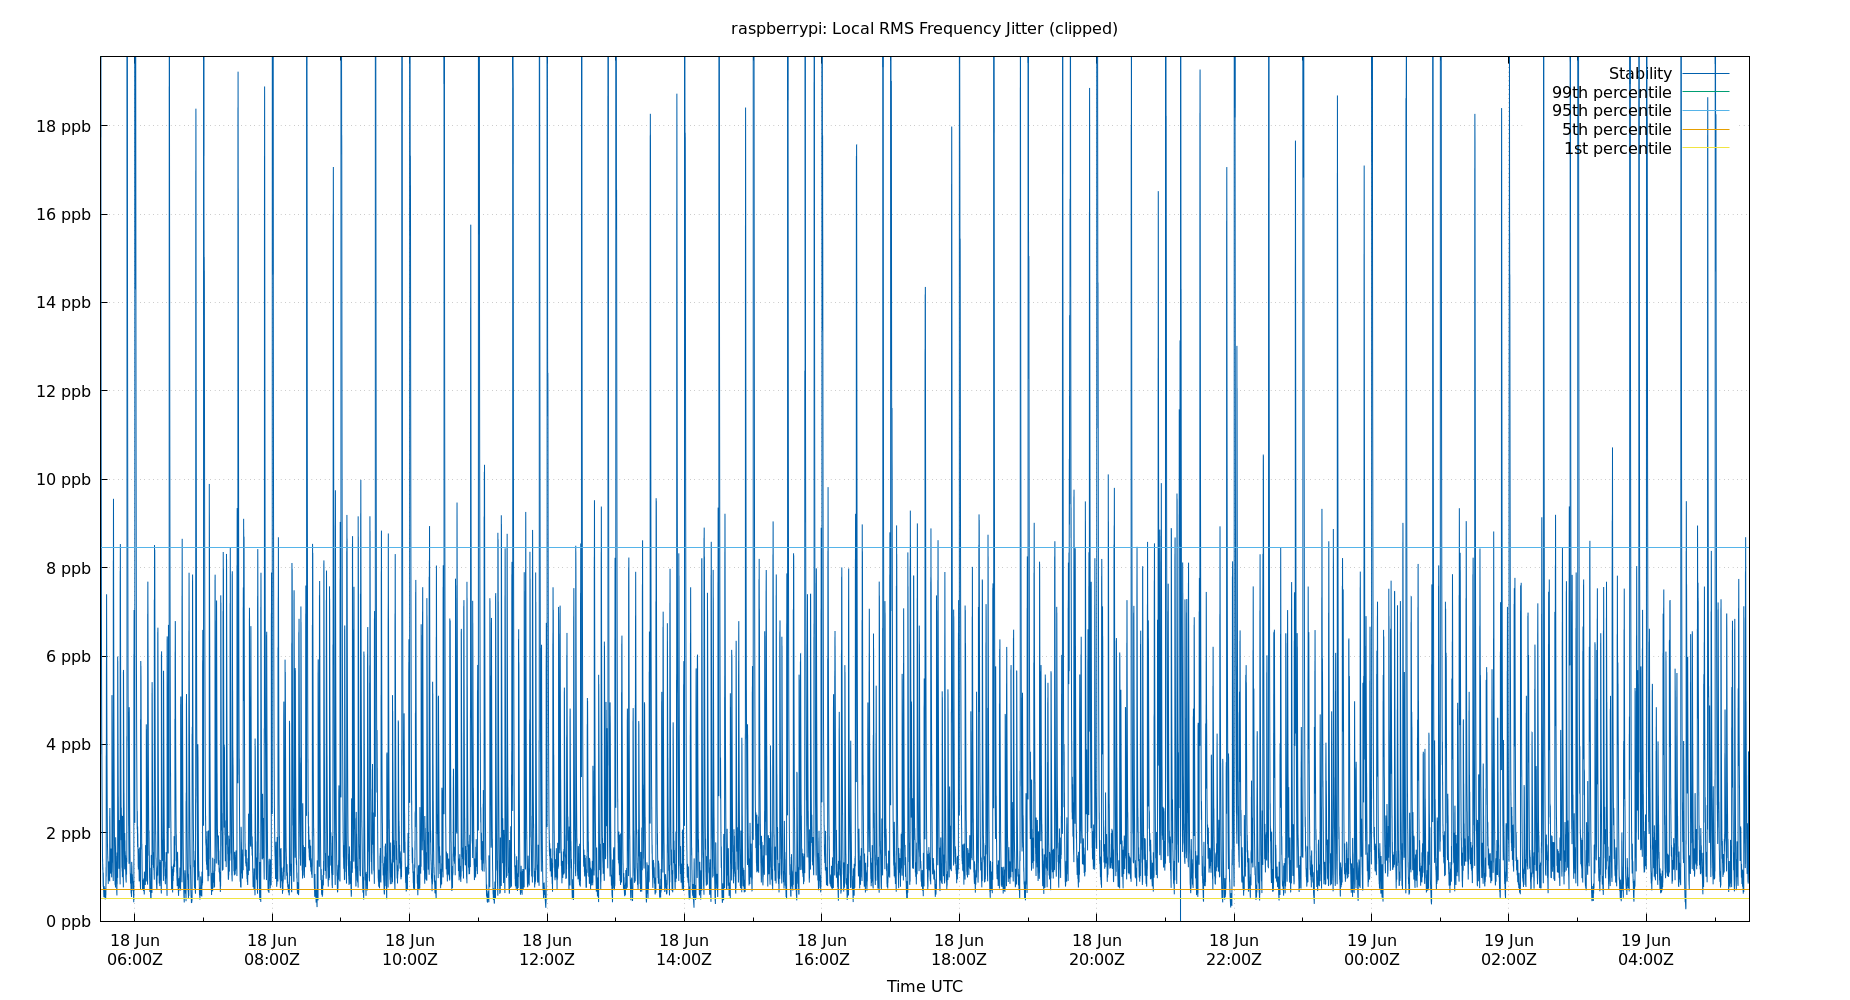 raspberrypi: Local RMS Frequency Jitter (clipped)
Stability
99th percentile
95th percentile
5th percentile
1st percentile
18 ppb
16 ppb
14 ppb
12 ppb
10 ppb
8 ppb
6 ppb
4 ppb
2 ppb
0 ppb
18 Jun
06:00Z
18 Jun
08:00Z
18 Jun
10:00Z
18 Jun
12:00Z
18 Jun
14:00Z
18 Jun
16:00Z
18 Jun
18:00Z
18 Jun
20:00Z
18 Jun
22:00Z
19 Jun
00:00Z
19 Jun
02:00Z
19 Jun
04:00Z
Time UTC